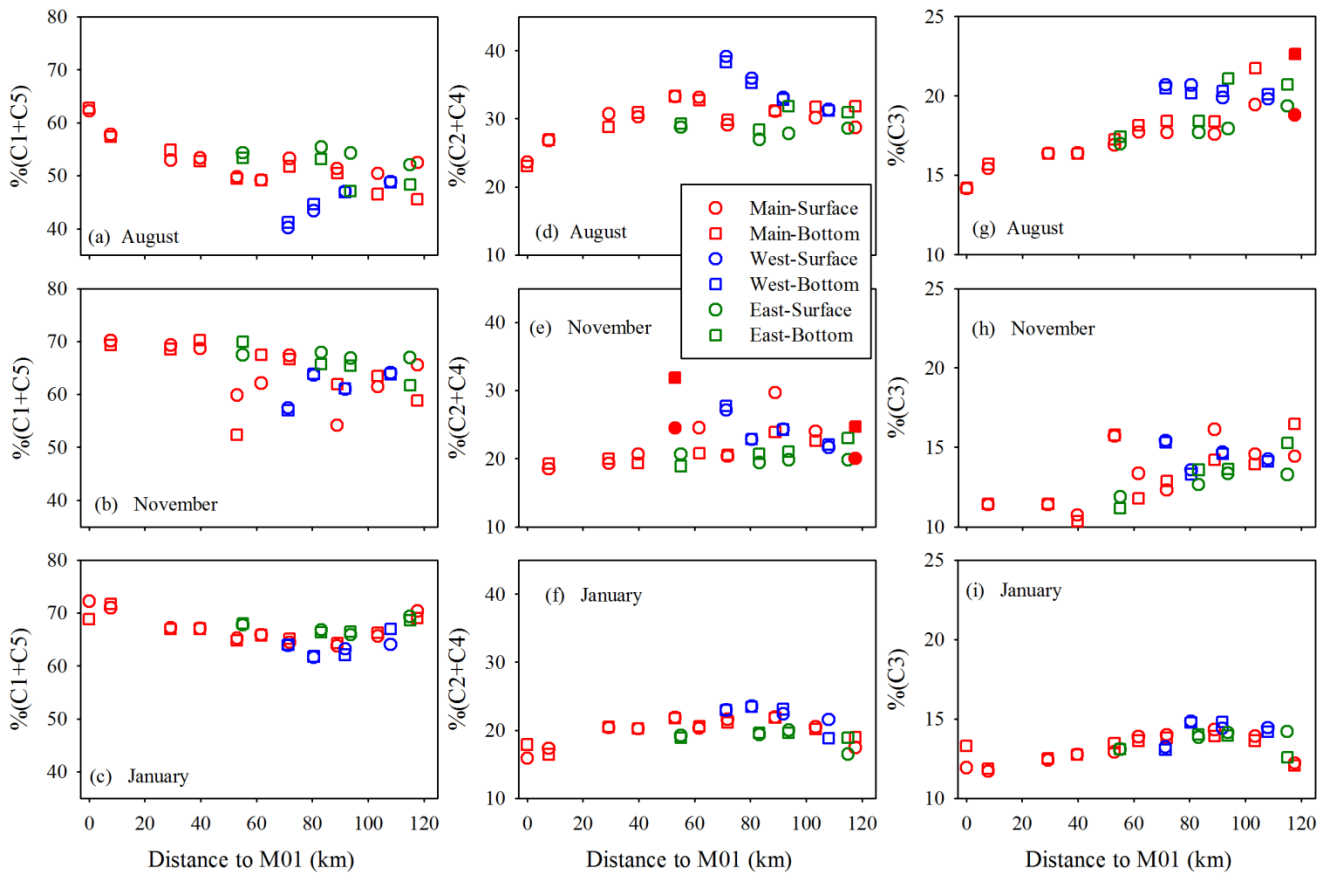 80
70
60
50
40
%(C1+C5)
(a) August
40
30
20
10
%(C2+C4)
(d) August
25
20
15
10
%(C3)
(g) August
Main-Surface
Main-Bottom
West-Surface
West-Bottom
East-Surface
East-Bottom
80
70
60
50
40
%(C1+C5)
(b) November
40
30
20
10
%(C2+C4)
(e) November
25
20
15
10
%(C3)
(h) November
80
70
60
50
40
%(C1+C5)
(c) January
0 20 40 60 80 100 120
Distance to M01 (km)
40
30
20
10
%(C2+C4)
(f) January
0 20 40 60 80 100 120
Distance to M01 (km)
25
20
15
10
%(C3)
(i) January
0 20 40 60 80 100 120
Distance to M01 (km)